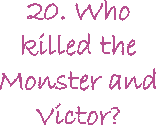 20. Who
killed the
Monster and
Victor?